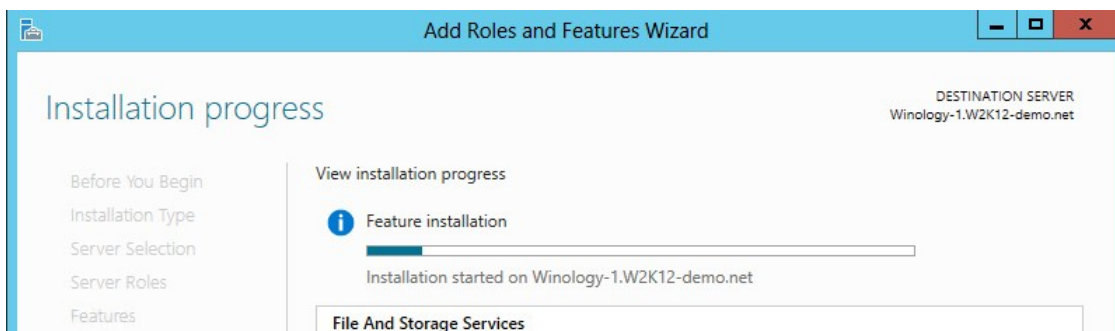 Add Roles and Features Wizard
Installation progress
DESTINATION SERVER
Winology-1.W2K12-demo.net
Before You Begin
Installation Type
Server Selection
Server Roles
Features
View installation progress
Feature installation
Installation started on Winology-1.W2K12-demo.net
File And Storage Services